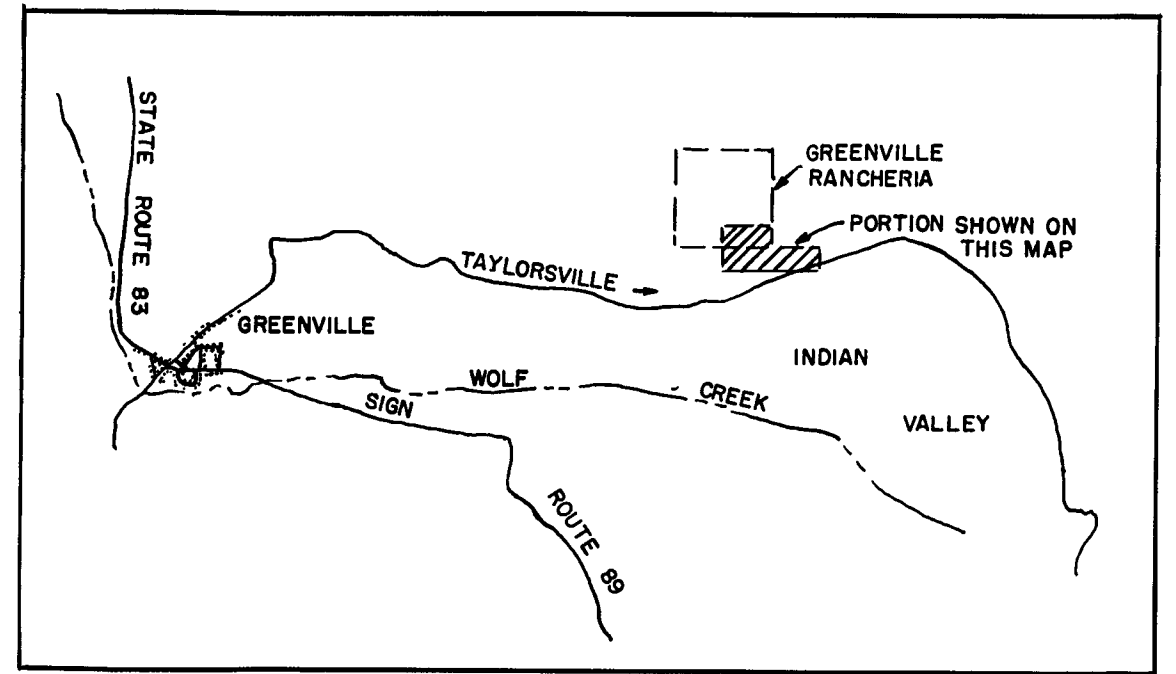 STATE ROUTE 83
GREENVILLE
RANCHERIA
PORTION SHOWN ON
THIS MAP
TAYLORSVILLE
GREENVILLE
INDIAN
VALLEY
WOLF
CREEK
SIGN
ROUTE 89